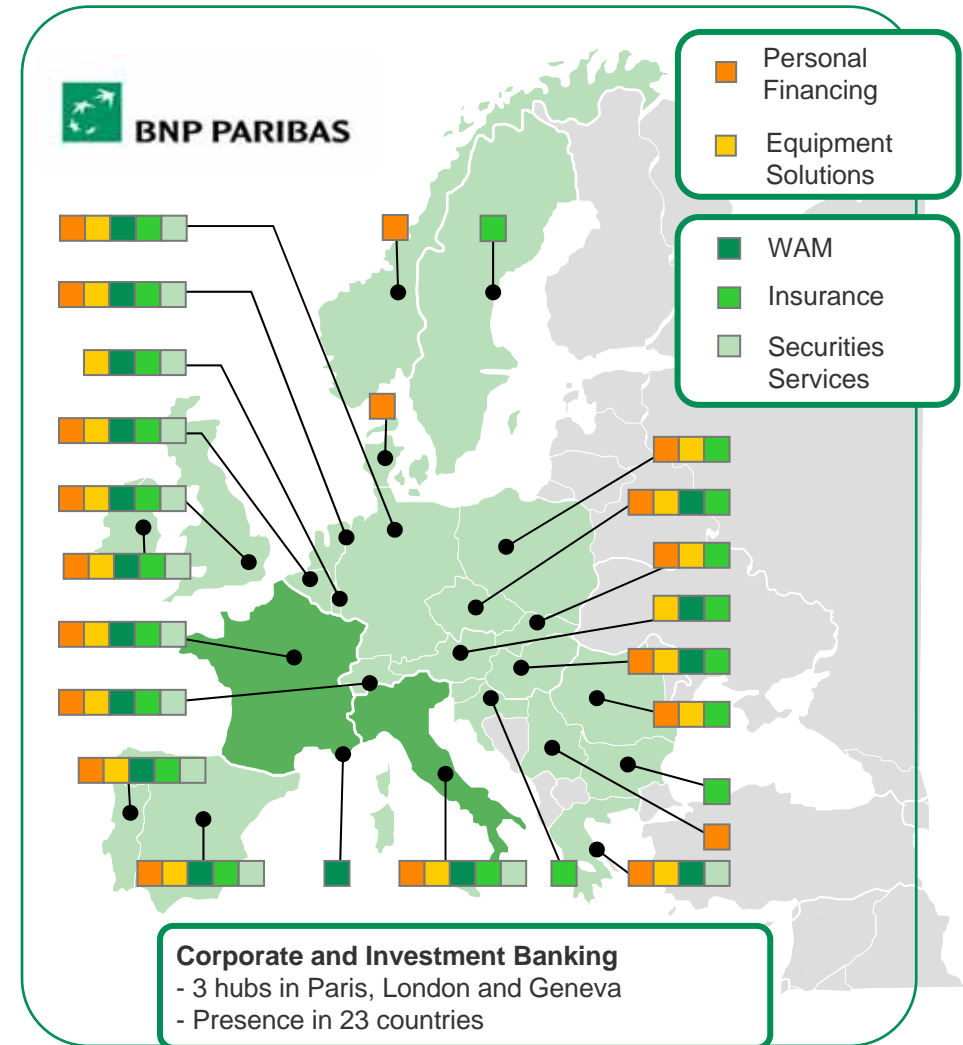 BNP PARIBAS
Personal
Financing
Equipment
Solutions
WAM
Insurance
Securities
Services
Corporate and Investment Banking
- 3 hubs in Paris, London and Geneva
- Presence in 23 countries